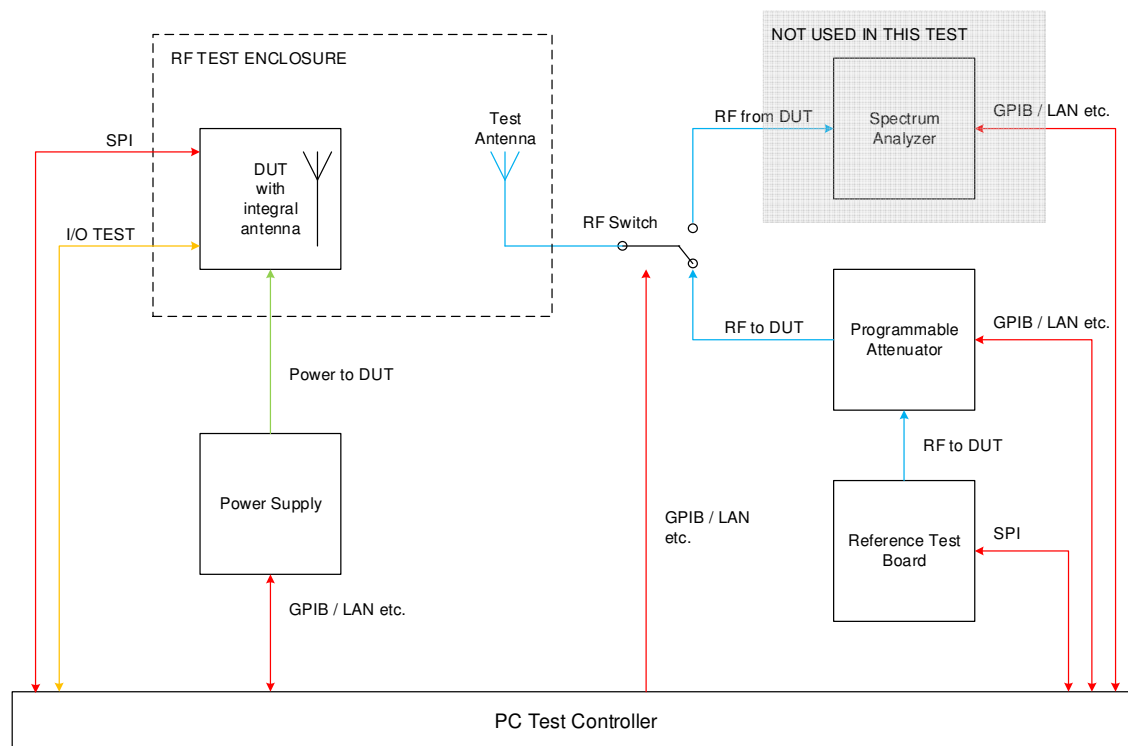 NOT USED IN THIS TEST
RF TEST ENCLOSURE
Test
Antenna
RF from DUT
Spectrum
Analyzer
GPIB / LAN etc.
SPI
DUT
with
integral
antenna
I/O TEST
RF Switch
RF to DUT
Programmable
Attenuator
GPIB / LAN etc.
Power to DUT
RF to DUT
Power Supply
GPIB / LAN
etc.
Reference Test
Board
SPI
GPIB / LAN etc.
PC Test Controller